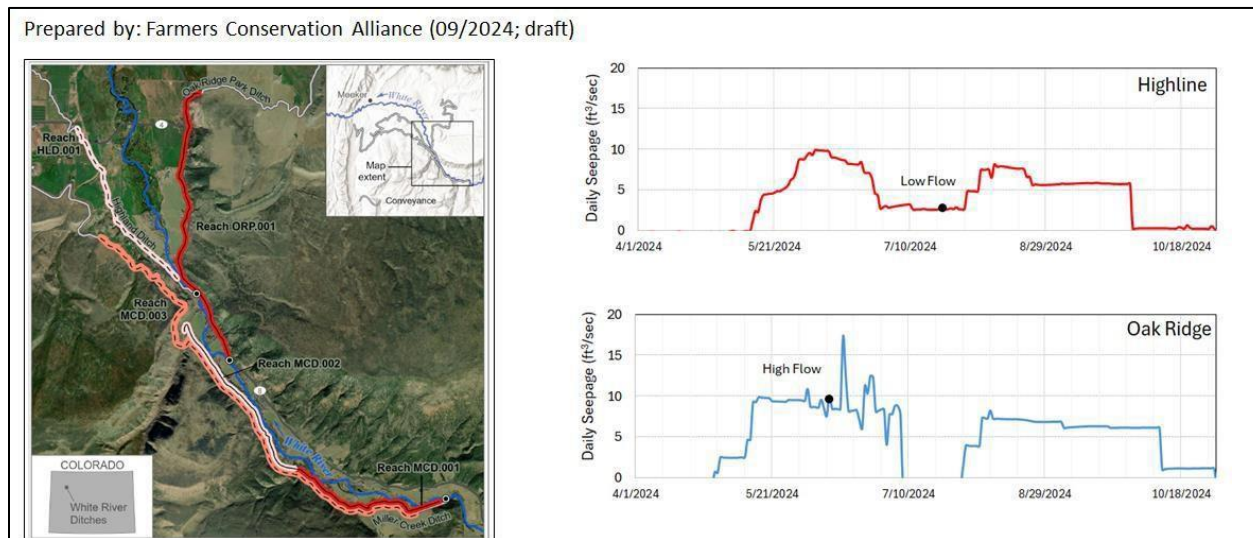 Prepared by: Farmers Conservation Alliance (09/2024; draft)
Oak Ridge Park Ditch
Meeker
White River
Map
extent
Conveyance
4
Reach
HLD.001
Highland Ditch
Reach ORP.001
Reach
MCD.003
Reach MCD.002
8
White River
Reach MCD.001
Miller Creek Ditch
COLORADO
White River
Ditches
Highline
Daily Seepage (ft³/sec)
20
15
10
5
0
Low Flow
4/1/2024 5/21/2024 7/10/2024 8/29/2024 10/18/2024
Oak Ridge
Daily Seepage (ft³/sec)
20
15
10
5
0
High Flow
4/1/2024 5/21/2024 7/10/2024 8/29/2024 10/18/2024